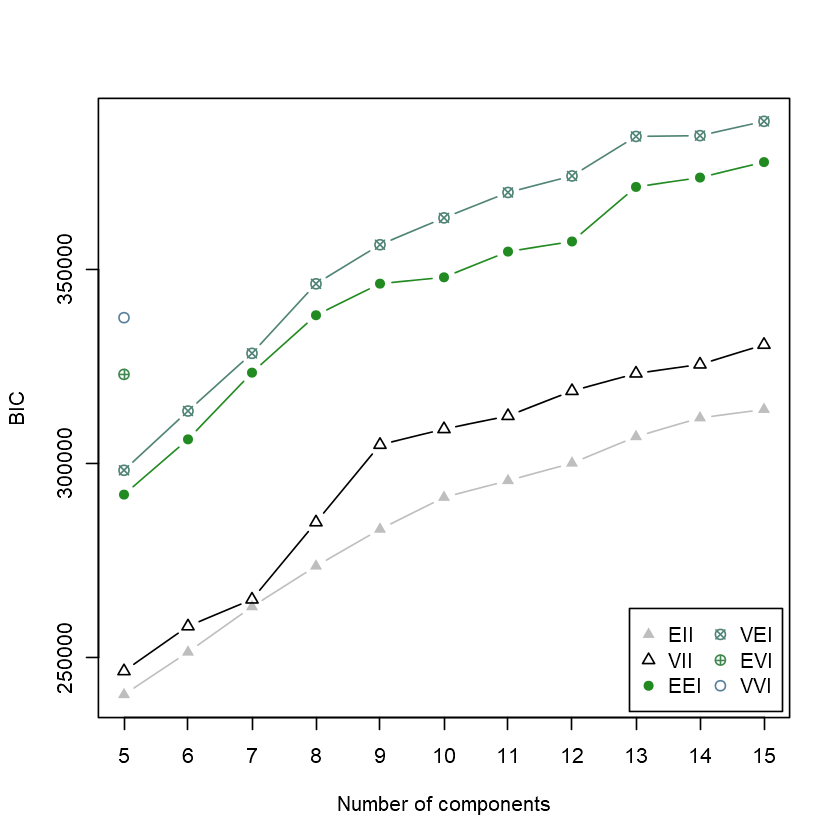 BIC
350000
300000
250000
EII VEI
VII EVI
EEI VVI
5 6 7 8 9 10 11 12 13 14 15
Number of components